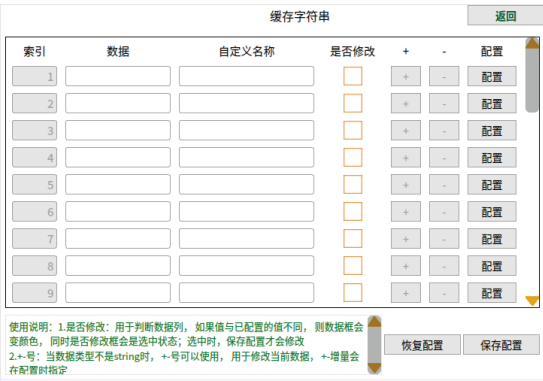 缓存字符串 返回
索引 数据 自定义名称 是否修改 + - 配置
1 + - 配置
2 + - 配置
3 + - 配置
4 + - 配置
5 + - 配置
6 + - 配置
7 + - 配置
8 + - 配置
9 + - 配置
使用说明：1.是否修改：用于判断数据列，如果值与已配置的值不同，则数据框会
变颜色，同时是否修改框会是选中状态；选中时，保存配置才会修改
2.+-号：当数据类型不是string时，+-号可以使用，用于修改当前数据，+-增量会
在配置时指定
恢复配置 保存配置